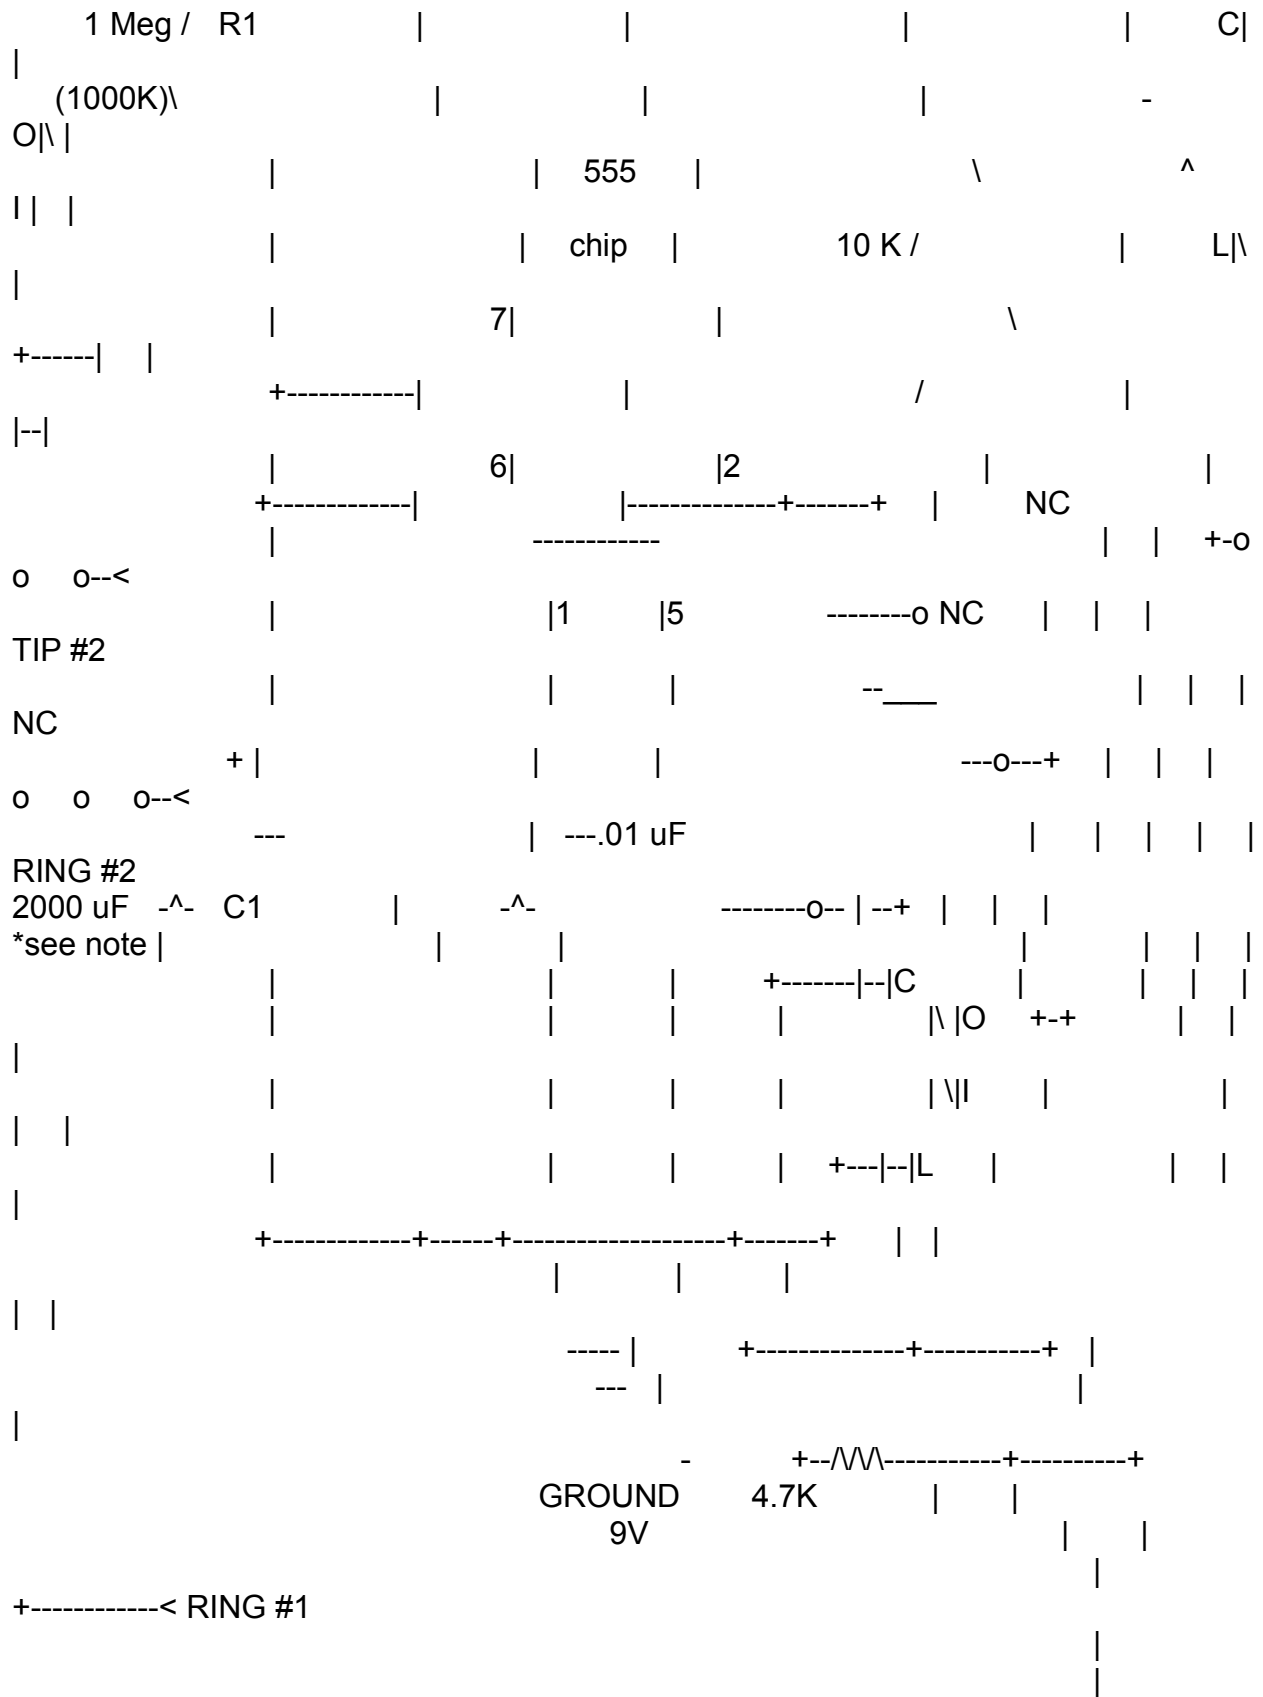 1 Meg / R1 | | | | C|
|
(1000K)\ | | | -
O|\ |
| | 555 | \ ^
I | |
| | chip | 10 K / | L|\
|
| 7| | \
+------| |
+------------| | / |
|--|
| 6| |2 | |
+-------------| |--------------+-------+ | NC
| ------------ | | +-o
o o--<
| |1 |5 --------o NC | | |
TIP #2
| | | --___ | | |
NC
+ | | | ---o---+ | | |
o o o--<
--- | ---.01 uF | | | | |
RING #2
2000 uF -^- C1 | -^- --------o-- | --+ | | |
*see note | | | | | | |
| | | +-------|--|C | | | |
| | | | |\ |O +-+ | |
|
| | | | | \|I | |
| |
| | | | +---|--|L | | |
|
+-------------+------+--------------------+-------+ | |
| | |
| |
----- | +--------------+-----------+ |
--- | |
|
- +--/\/\/\-----------+----------+
GROUND 4.7K | |
9V | |
|
+------------< RING #1
|
|